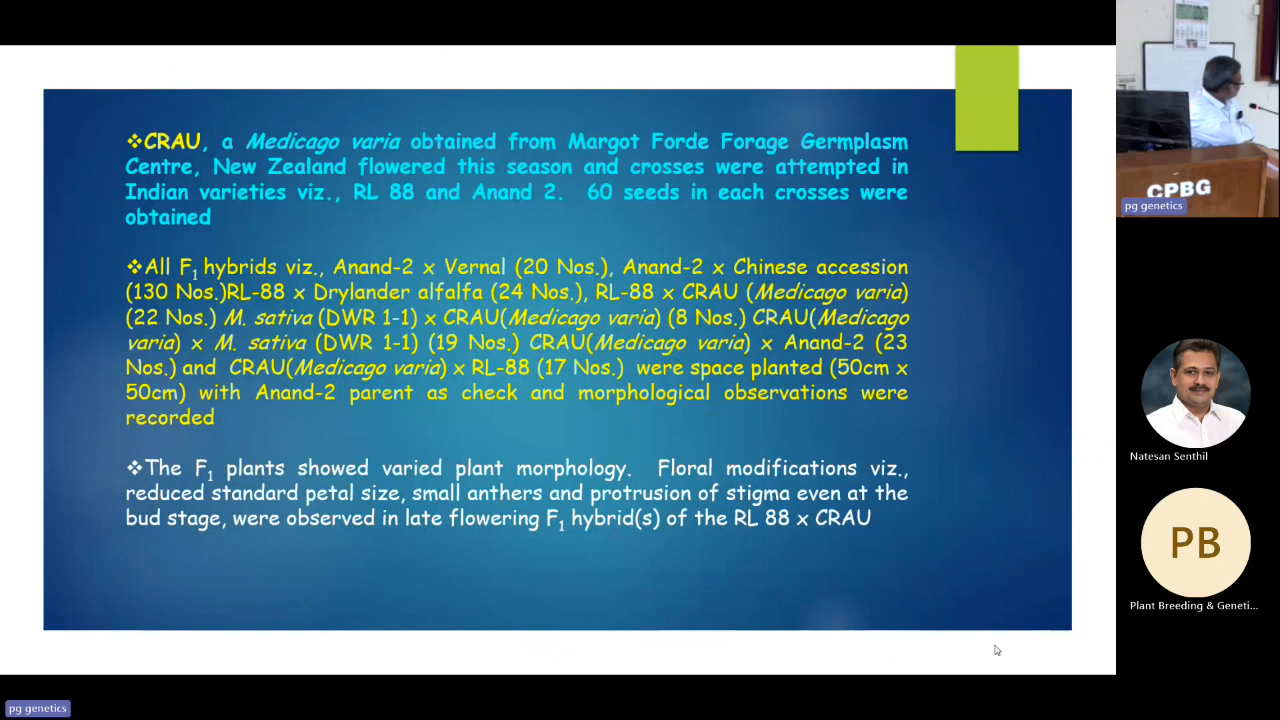 ❖CRAU, a Medicago varia obtained from Margot Forde Forage Germplasm
Centre, New Zealand flowered this season and crosses were attempted in
Indian varieties viz., RL 88 and Anand 2. 60 seeds in each crosses were
obtained
❖All F1 hybrids viz., Anand-2 x Vernal (20 Nos.), Anand-2 x Chinese accession
(130 Nos.)RL-88 x Drylander alfalfa (24 Nos.), RL-88 x CRAU (Medicago varia)
(22 Nos.) M. sativa (DWR 1-1) x CRAU(Medicago varia) (8 Nos.) CRAU(Medicago
varia) x M. sativa (DWR 1-1) (19 Nos.) CRAU(Medicago varia) x Anand-2 (23
Nos.) and CRAU(Medicago varia) x RL-88 (17 Nos.) were space planted (50cm x
50cm) with Anand-2 parent as check and morphological observations were
recorded
❖The F1 plants showed varied plant morphology. Floral modifications viz.,
reduced standard petal size, small anthers and protrusion of stigma even at the
bud stage, were observed in late flowering F1 hybrid(s) of the RL 88 x CRAU
CPBG
pg genetics
Natesan Senthil
PB
Plant Breeding & Geneti...
pg genetics